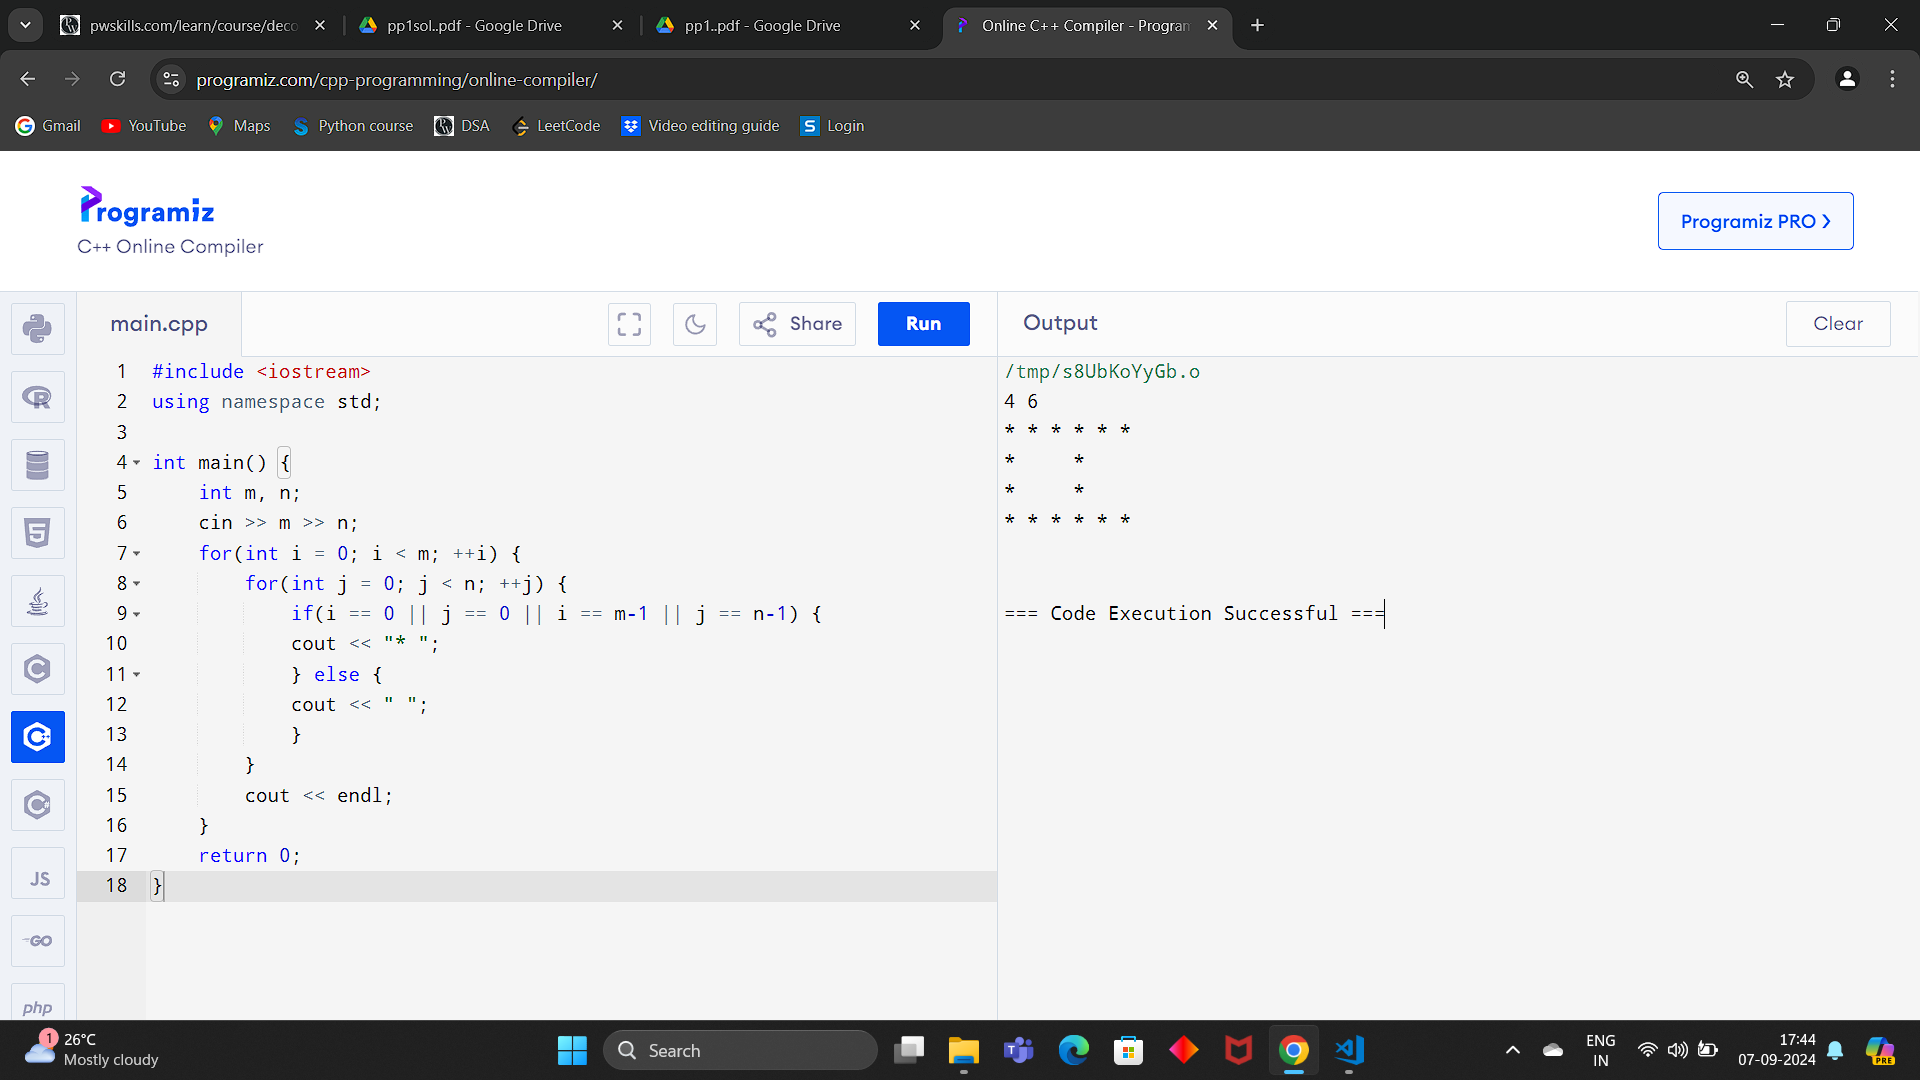 pwskills.com/learn/course/deco
pp1sol..pdf - Google Drive
pp1..pdf - Google Drive
Online C++ Compiler - Program
programiz.com/cpp-programming/online-compiler/
Gmail
YouTube
Maps
Python course
DSA
LeetCode
Video editing guide
S Login
Programiz
C++ Online Compiler
Programiz PRO
main.cpp
Share
Run
Output
Clear
1 #include <iostream>
2 using namespace std;
3
4 int main() {
5 int m, n;
6 cin >> m >> n;
7 for(int i = 0; i < m; ++i) {
8 for(int j = 0; j < n; ++j) {
9 if(i == 0 || j == 0 || i == m-1 || j == n-1) {
10 cout << "* ";
11 } else {
12 cout << " ";
13 }
14 }
15 cout << endl;
16 }
17 return 0;
18 }
/tmp/s8UbKoYyGb.o
4 6
* * * * * *
*     *
*     *
* * * * * *
=== Code Execution Successful ===
JS
GO
php
1
26°C
Mostly cloudy
Search
ENG
IN
17:44
07-09-2024
PRE